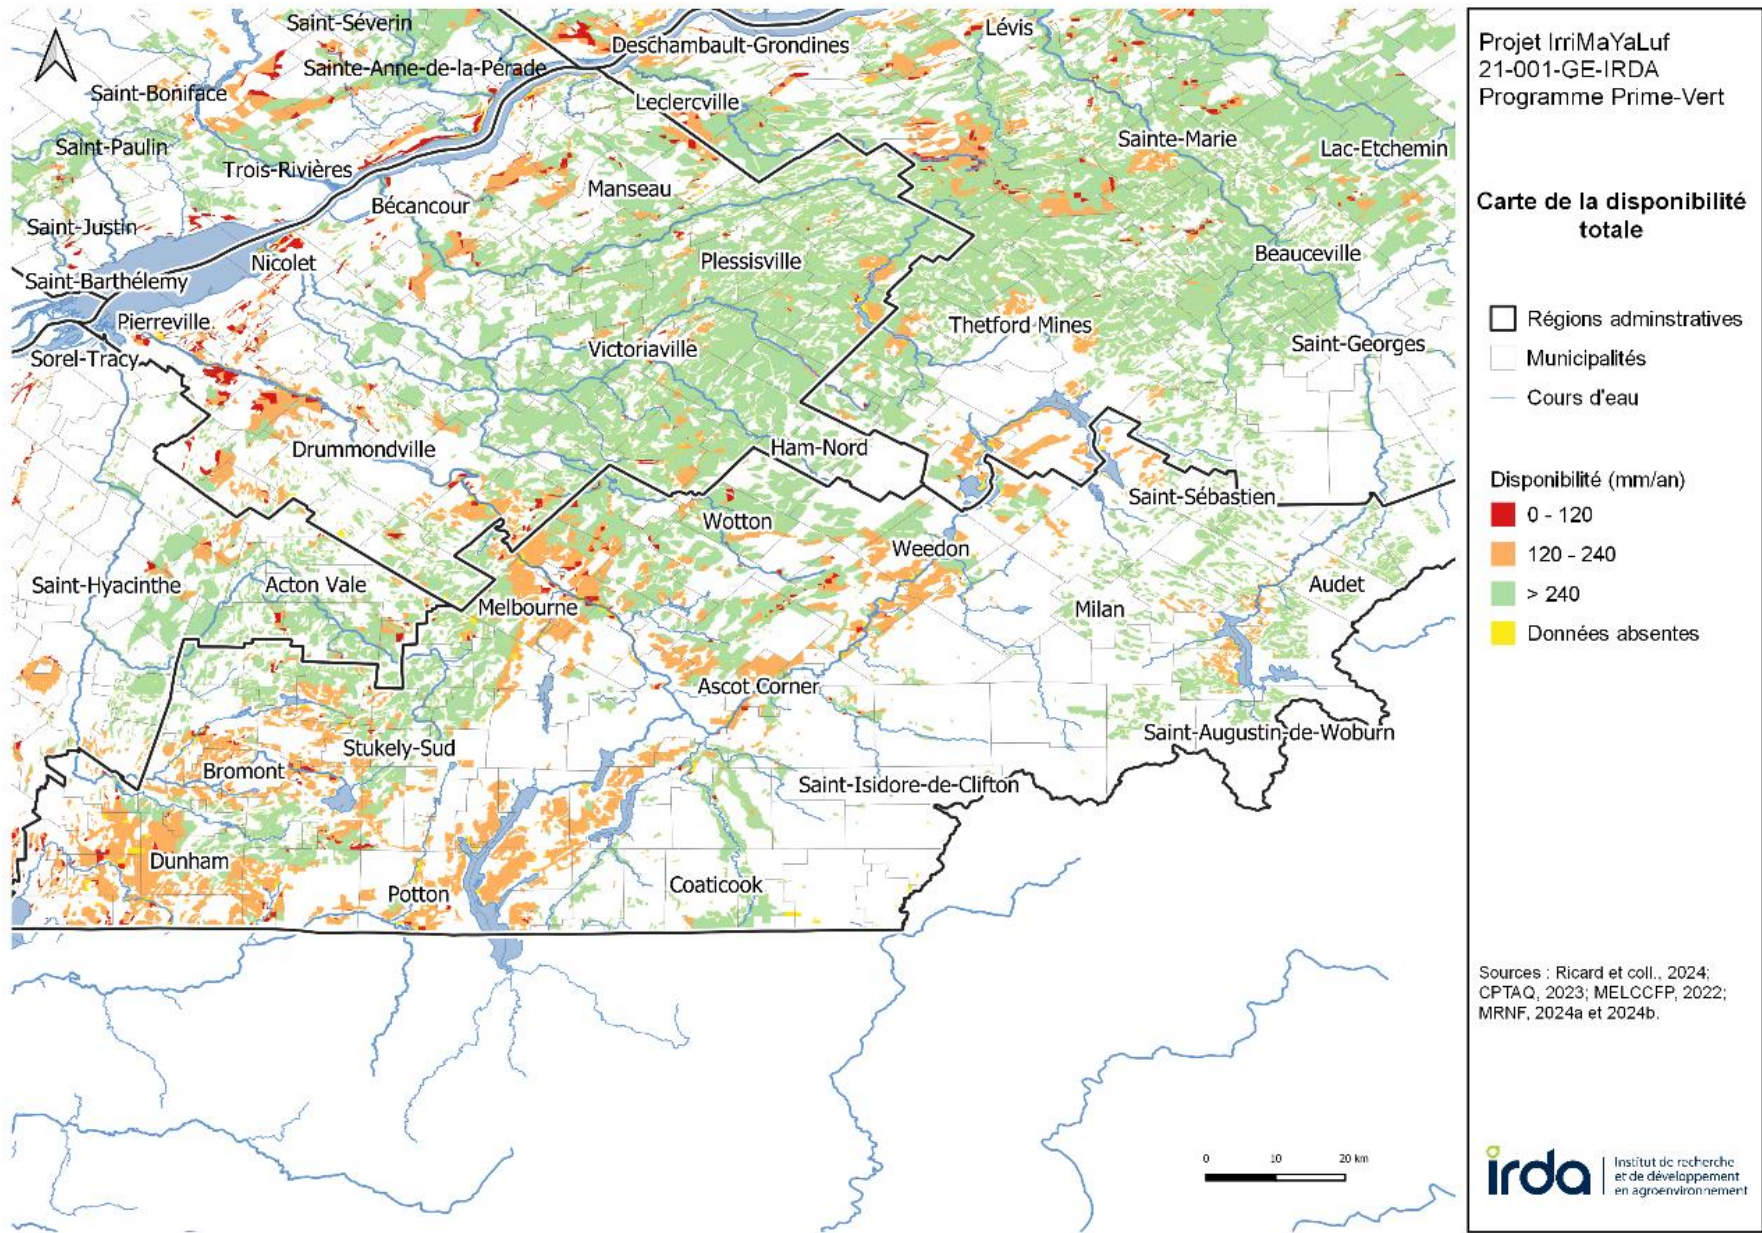 Saint-Séverin
Lévis
Deschambault-Grondines
Sainte-Anne-de-la-Pérade
Saint-Boniface
Leclercville
Sainte-Marie
Saint-Paulin
Lac-Etchemin
Trois-Rivières
Manseau
Bécancour
Saint-Justin
Beauceville
Nicolet
Plessisville
Saint-Barthélemy
Pierreville
Thetford Mines
Victoriaville
Saint-Georges
Sorel-Tracy
Drummondville
Ham-Nord
Saint-Sébastien
Wotton
Weedon
Saint-Hyacinthe
Acton Vale
Audet
Melbourne
Milan
Ascot Corner
Saint-Augustin-de-Woburn
Stukely-Sud
Bromont
Saint-Isidore-de-Clifton
Dunham
Coaticook
Potton
0 10 20 km
Projet IrriMaYaLuf
21-001-GE-IRDA
Programme Prime-Vert
Carte de la disponibilité
totale
Régions adminstratives
Municipalités
Cours d'eau
Disponibilité (mm/an)
0 - 120
120 - 240
> 240
Données absentes
Sources : Ricard et coll., 2024;
CPTAQ, 2023; MELCCFP, 2022;
MRNF, 2024a et 2024b.
irda
Institut de recherche
et de développement
en agroenvironnement